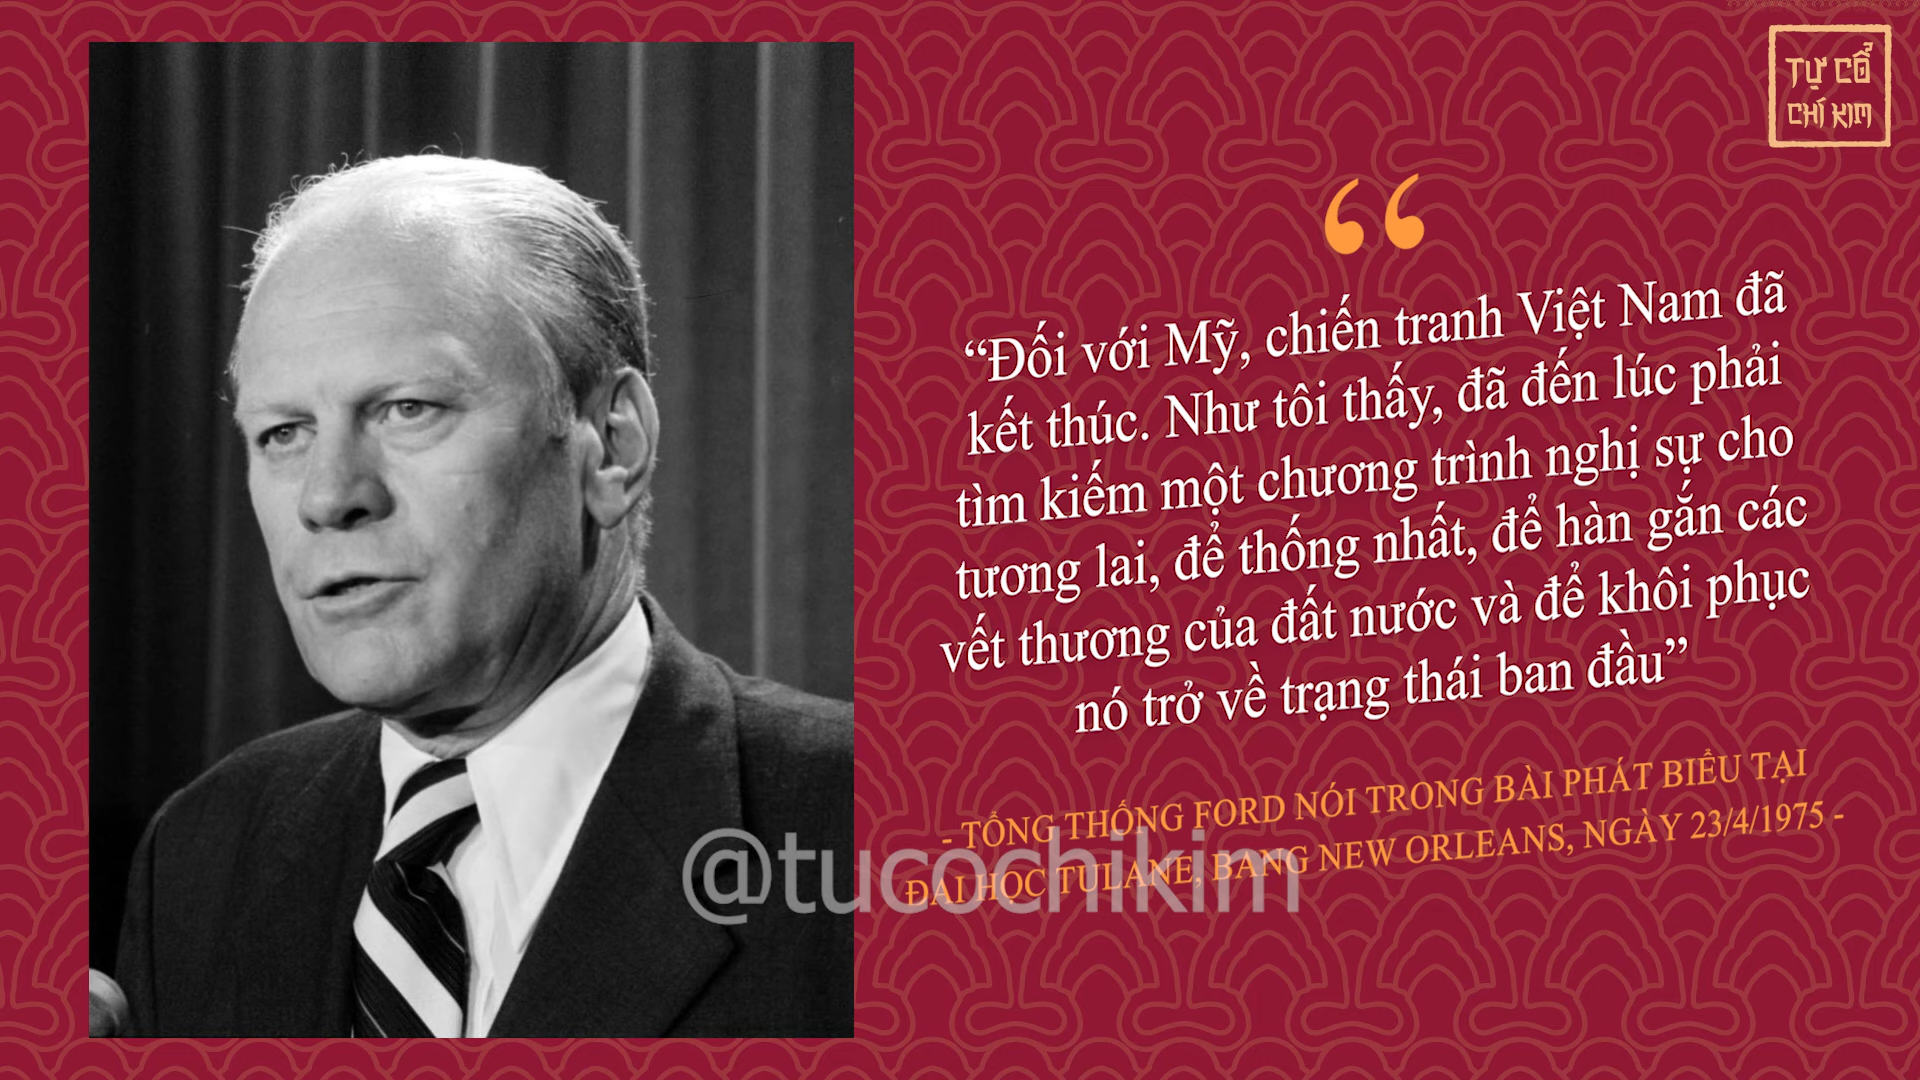 TỰ CỔ
CHÍ KIM
“
“Đối với Mỹ, chiến tranh Việt Nam đã
kết thúc. Như tôi thấy, đã đến lúc phải
tìm kiếm một chương trình nghị sự cho
tương lai, để thống nhất, để hàn gắn các
vết thương của đất nước và để khôi phục
nó trở về trạng thái ban đầu”
- TỔNG THỐNG FORD NÓI TRONG BÀI PHÁT BIỂU TẠI
ĐẠI HỌC TULANE, BANG NEW ORLEANS, NGÀY 23/4/1975 -
@tucochikim